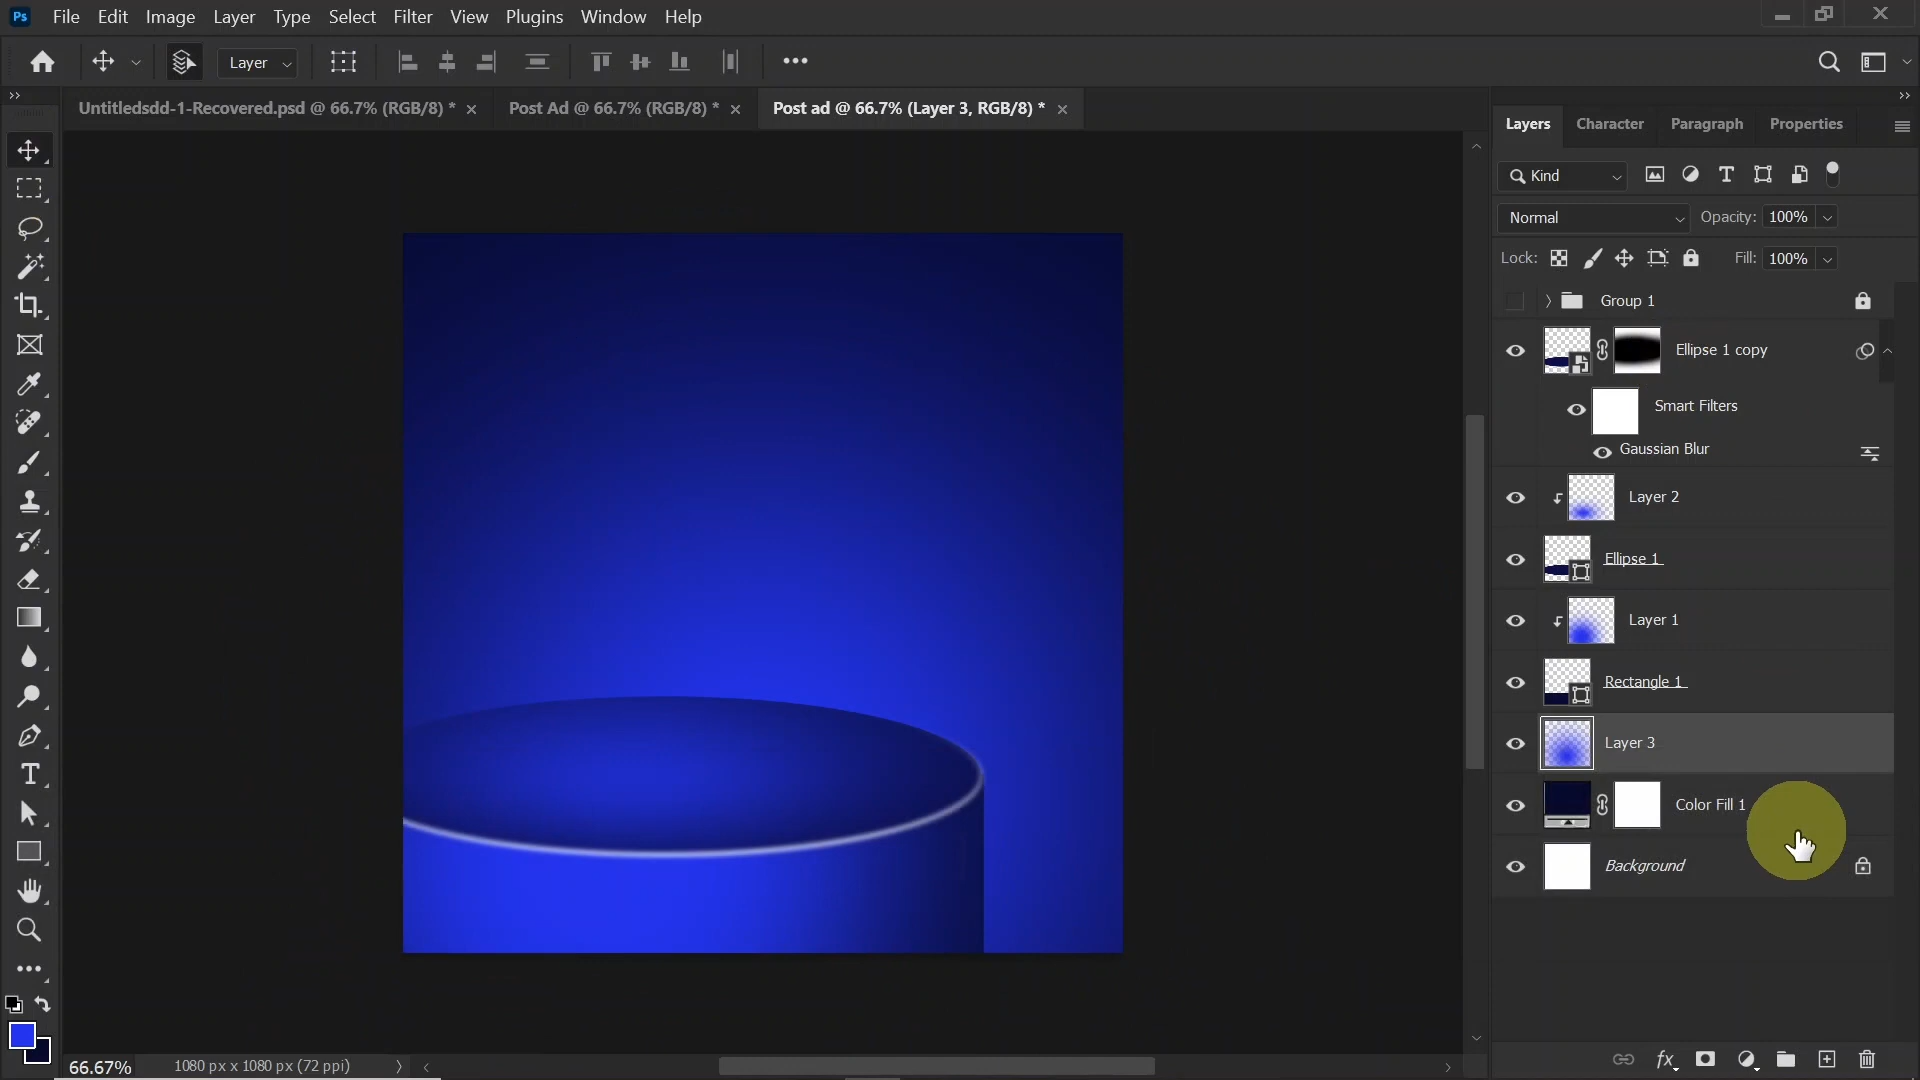 Ps File Edit Image Layer Type Select Filter View Plugins Window Help
Layer
Untitledsdd-1-Recovered.psd @ 66.7% (RGB/8) * Post Ad @ 66.7% (RGB/8) * Post ad @ 66.7% (Layer 3, RGB/8) *
Layers Character Paragraph Properties
Kind
Normal Opacity: 100%
Lock: Fill: 100%
Group 1
Ellipse 1 copy
Smart Filters
Gaussian Blur
Layer 2
Ellipse 1
Layer 1
Rectangle 1
Layer 3
Color Fill 1
Background
66.67% 1080 px x 1080 px (72 ppi)